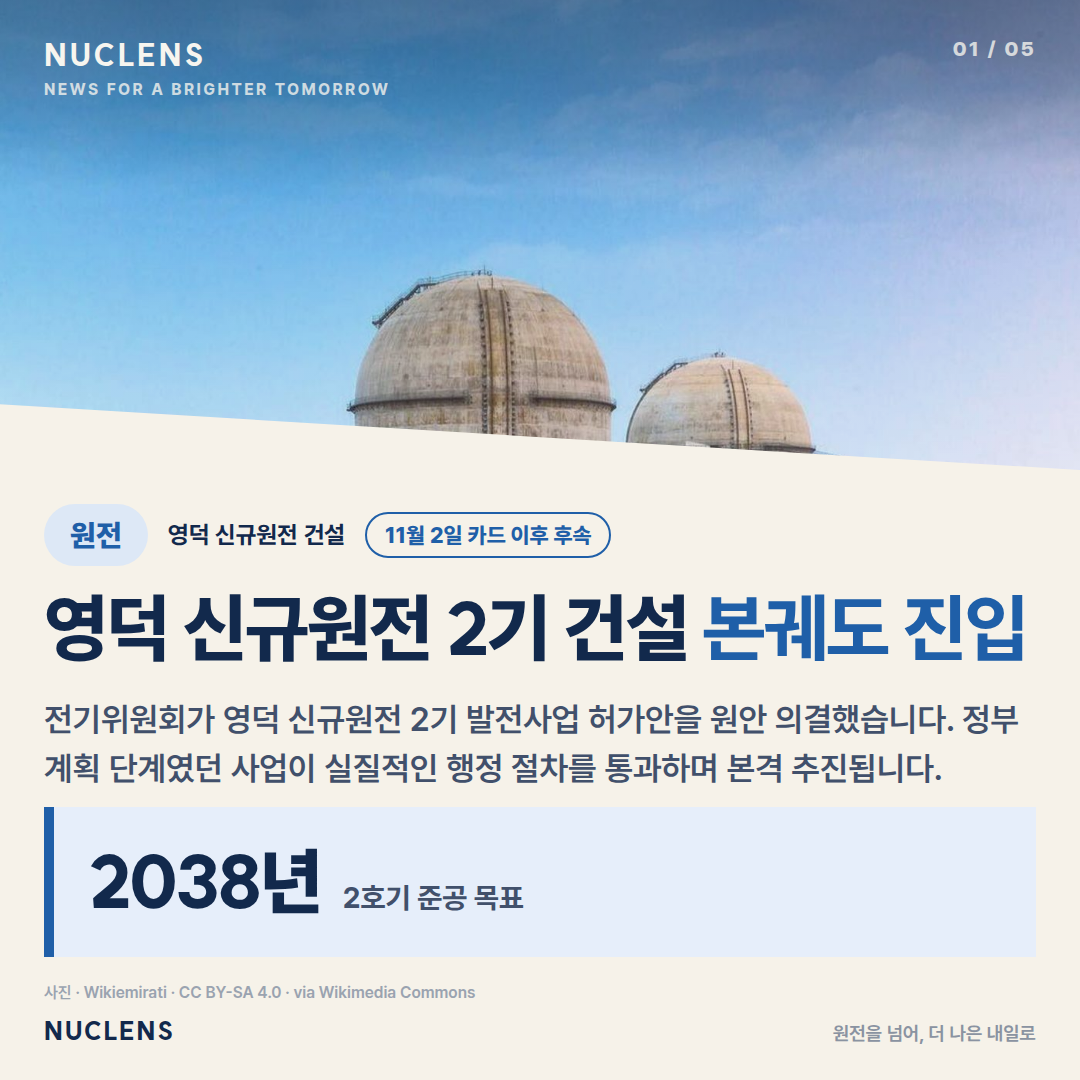 NUCLENS
01 / 05
NEWS FOR A BRIGHTER TOMORROW
원전
영덕 신규원전 건설
11월 2일 카드 이후 후속
영덕 신규원전 2기 건설 본궤도 진입
전기위원회가 영덕 신규원전 2기 발전사업 허가안을 원안 의결했습니다. 정부
계획 단계였던 사업이 실질적인 행정 절차를 통과하며 본격 추진됩니다.
2038년 2호기 준공 목표
사진 · Wikiemirati · CC BY-SA 4.0 · via Wikimedia Commons
NUCLENS
원전을 넘어, 더 나은 내일로